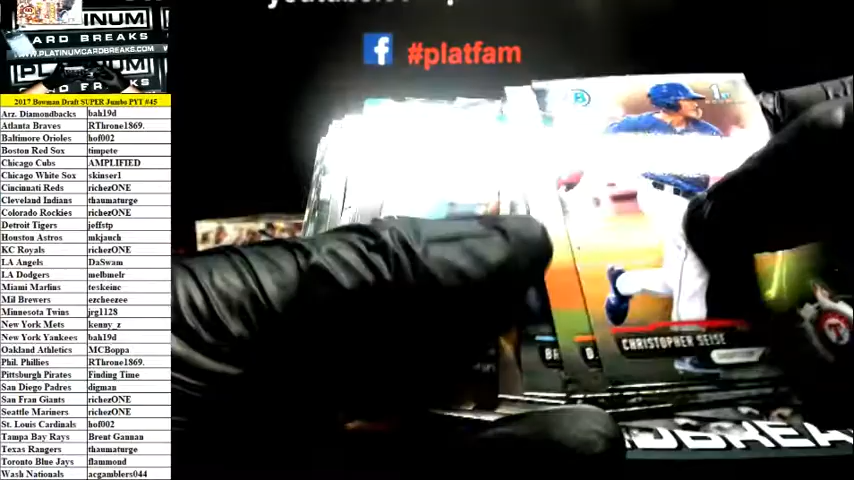 INUM
ARD BREAKS
WWW.PLATINUMCARDBREAKS.COM
#platfam
1st
CHRISTOPHER SEISE
2017 Bowman Draft SUPER Jumbo PYT #45
Arz. Diamondbacks bah19d
Atlanta Braves RThrone1869.
Baltimore Orioles hof002
Boston Red Sox timpete
Chicago Cubs AMPLIFIED
Chicago White Sox skinser1
Cincinnati Reds richezONE
Cleveland Indians thaumaturge
Colorado Rockies richezONE
Detroit Tigers jeffstp
Houston Astros mkjauch
KC Royals richezONE
LA Angels DaSwam
LA Dodgers melbmelr
Miami Marlins teskeinc
Mil Brewers ezcheezee
Minnesota Twins jrg1128
New York Mets kenny_z
New York Yankees bah19d
Oakland Athletics MCBoppa
Phil. Phillies RThrone1869.
Pittsburgh Pirates Finding Time
San Diego Padres digman
San Fran Giants richezONE
Seattle Mariners richezONE
St. Louis Cardinals hof002
Tampa Bay Rays Brent Gannan
Texas Rangers thaumaturge
Toronto Blue Jays flammond
Wash Nationals acgamblers044